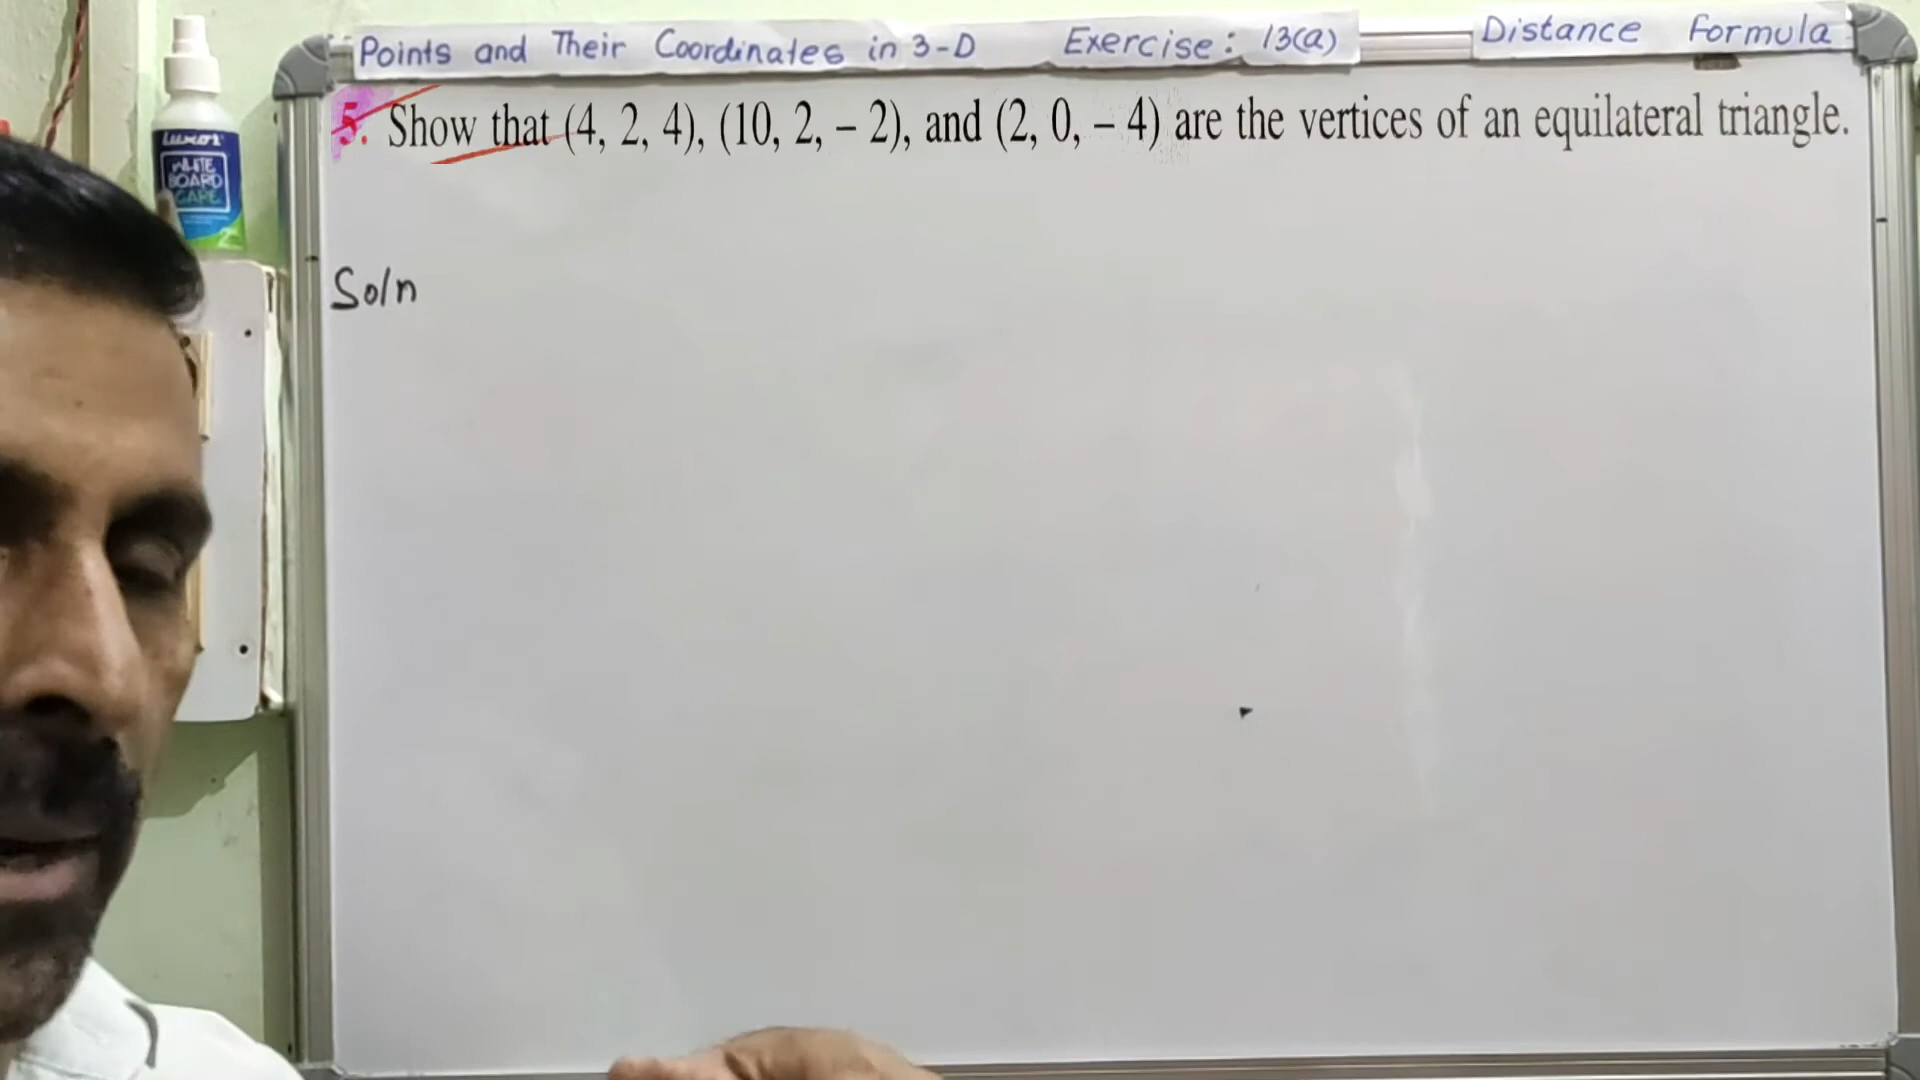 Points and Their Coordinates in 3-D Exercise: 13(a) Distance Formula
5. Show that (4, 2, 4), (10, 2, – 2), and (2, 0, – 4) are the vertices of an equilateral triangle.
Luxor
WHITE
BOARD
CARE
Soln